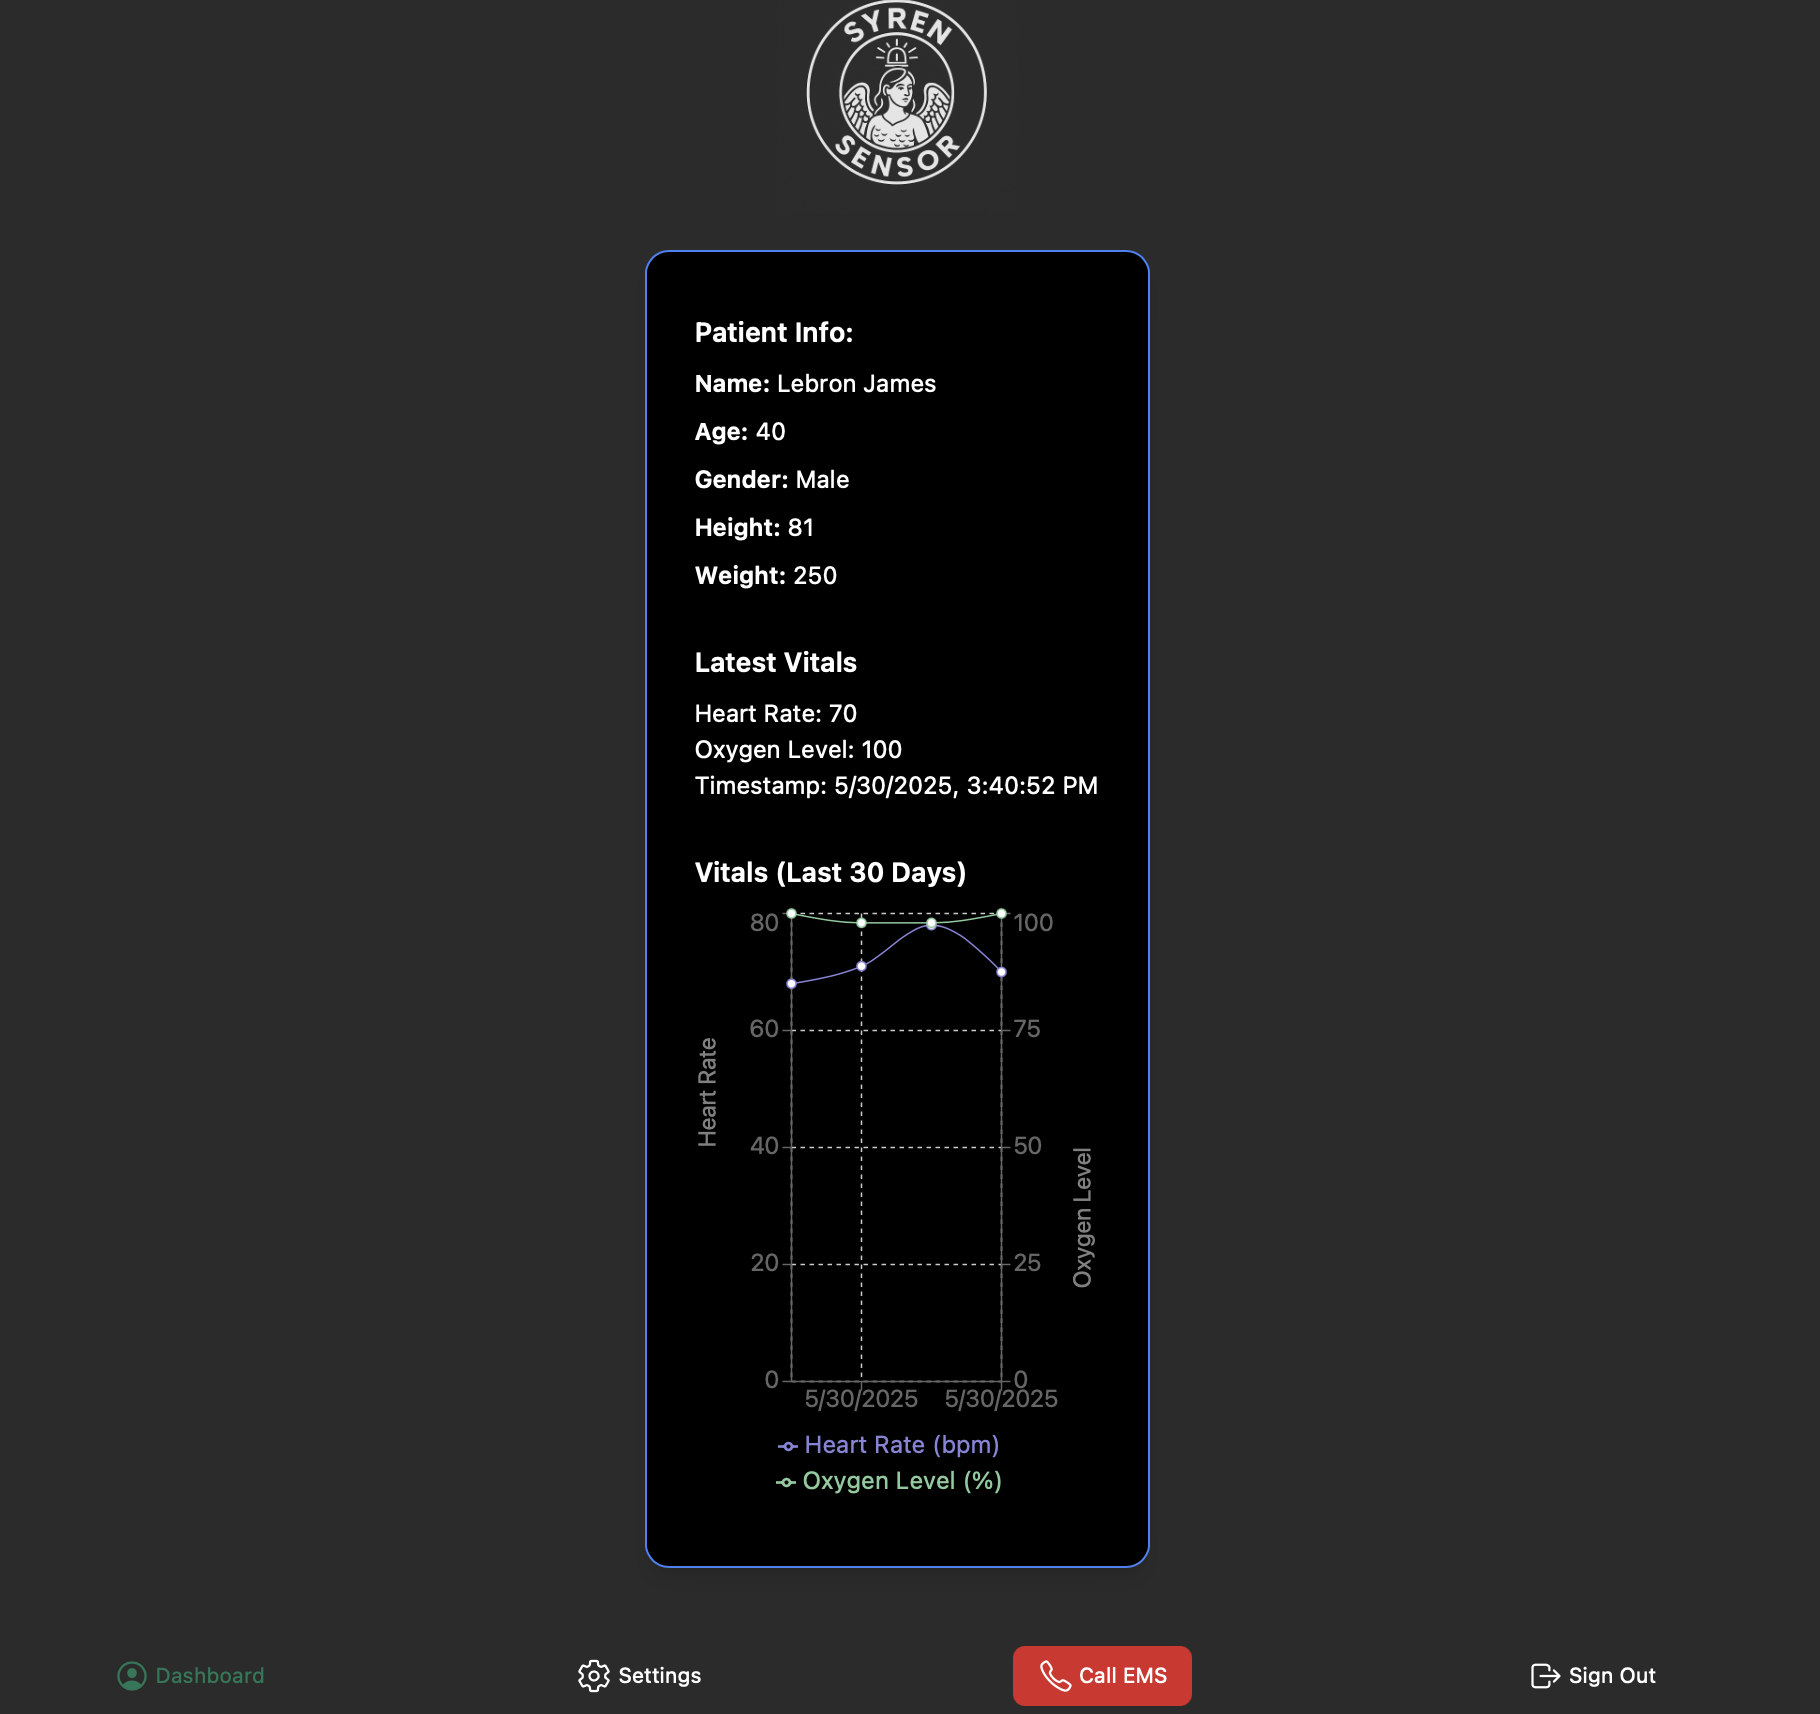 SYREN
SENSOR
Patient Info:
Name: Lebron James
Age: 40
Gender: Male
Height: 81
Weight: 250
Latest Vitals
Heart Rate: 70
Oxygen Level: 100
Timestamp: 5/30/2025, 3:40:52 PM
Vitals (Last 30 Days)
80
60
40
20
0
Heart Rate
100
75
50
25
0
Oxygen Level
5/30/2025 5/30/2025
Heart Rate (bpm)
Oxygen Level (%)
Dashboard Settings Call EMS Sign Out